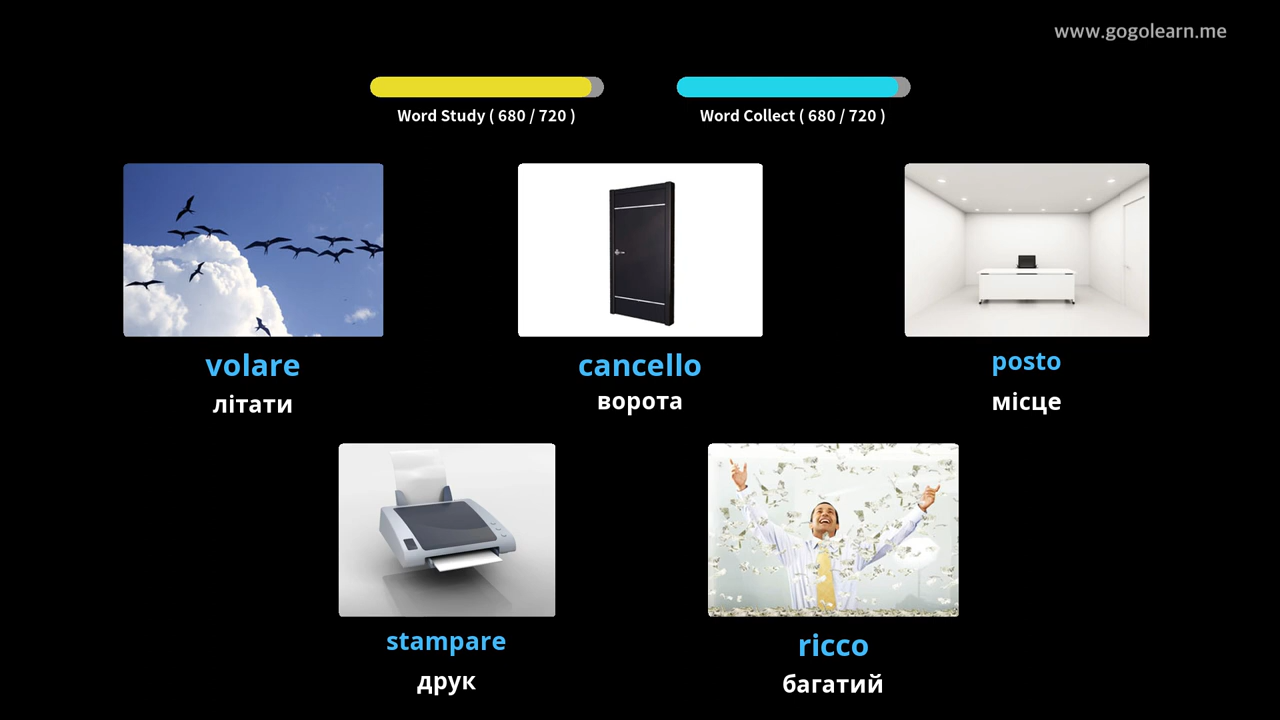 www.gogolearn.me
Word Study ( 680 / 720 )
Word Collect ( 680 / 720 )
volare
літати
cancello
ворота
posto
місце
stampare
друк
ricco
багатий